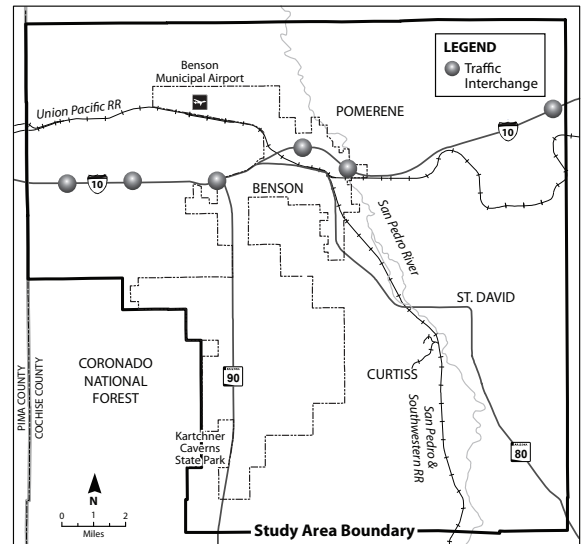 LEGEND
Traffic
Interchange
Benson
Municipal Airport
Union Pacific RR
POMERENE
10
10
BENSON
San Pedro River
ST. DAVID
CORONADO
NATIONAL
FOREST
PIMA COUNTY
COCHISE COUNTY
ARIZONA
90
CURTISS
San Pedro &
Southwestern RR
Kartchner
Caverns
State Park
ARIZONA
80
N
0 1 2
Miles
Study Area Boundary